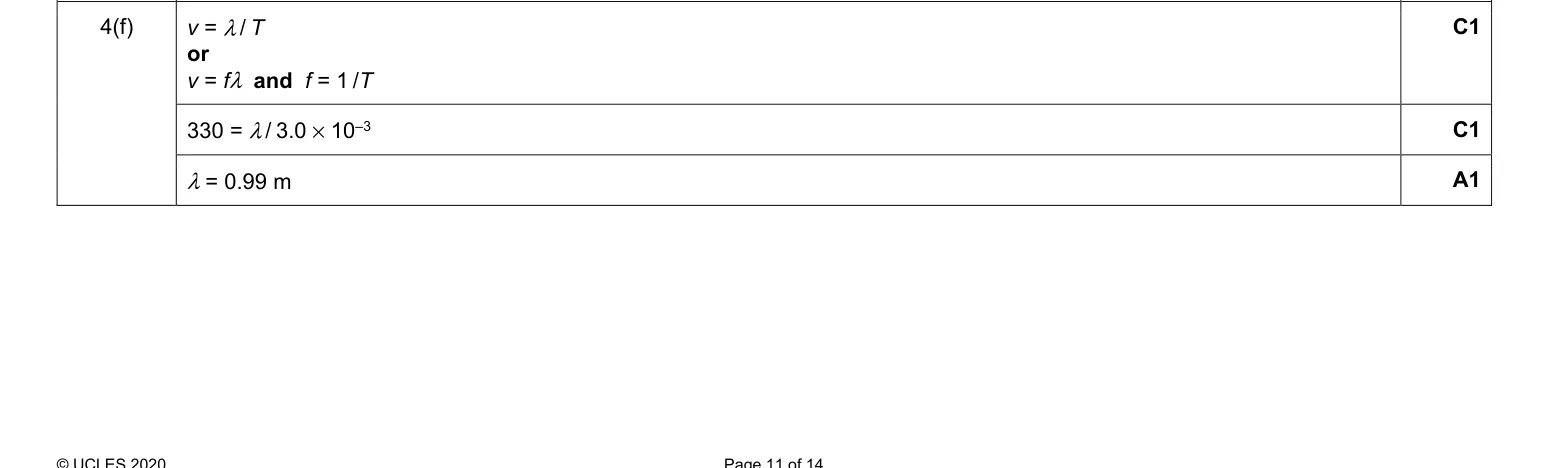 4(f)
v = λ / T
C1
or
v = fλ and f = 1 / T
330 = λ / 3.0 × 10⁻³
C1
λ = 0.99 m
A1
© UCLES 2020
Page 11 of 14